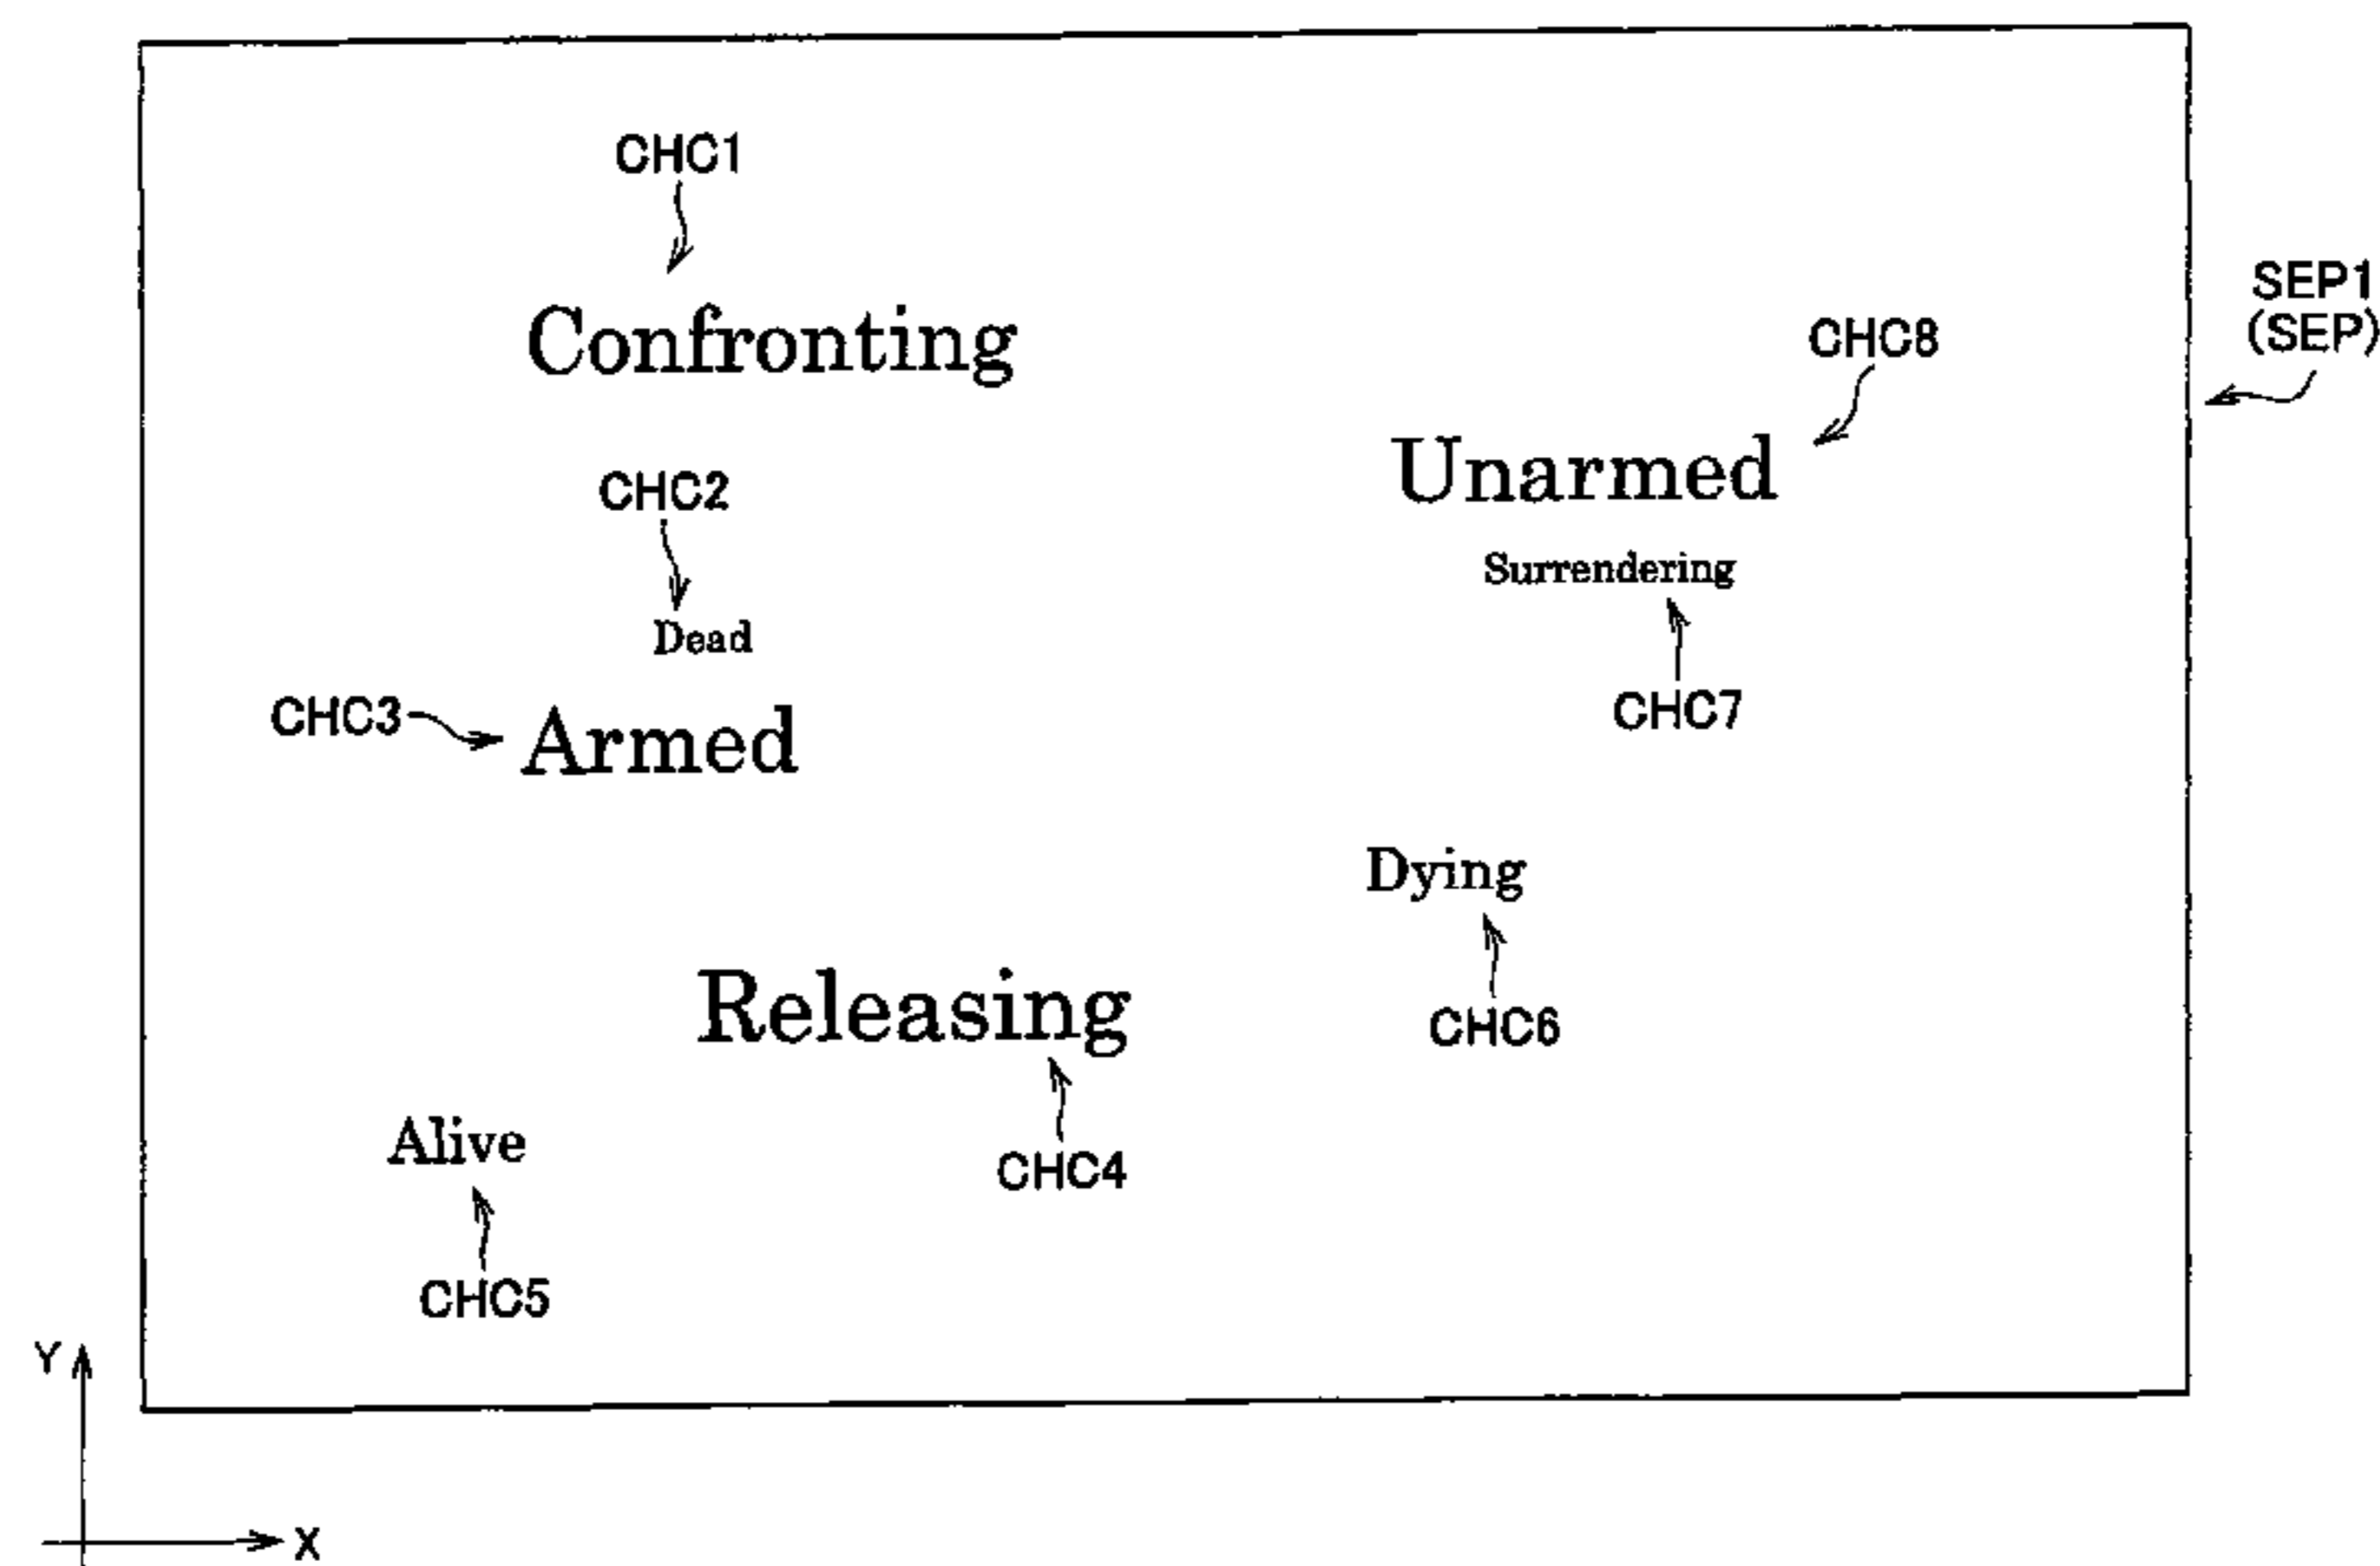 CHC1
Confronting
SEP1
(SEP)
CHC8
Unarmed
CHC2
Surrendering
Dead
CHC3
Armed
CHC7
Dying
Releasing
CHC6
Alive
CHC4
CHC5
Y
X